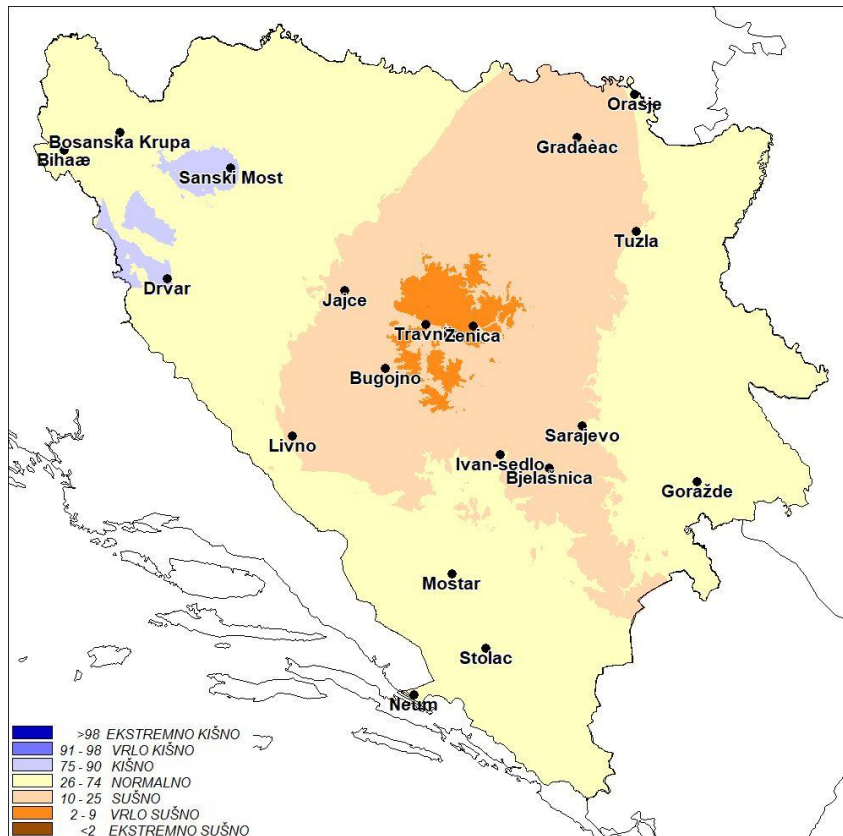 Orašje
Bosanska Krupa
Gradaèac
Bihaæ
Sanski Most
Tuzla
Drvar
Jajce
Travnik
Zenica
Bugojno
Sarajevo
Livno
Ivan-sedlo
Bjelašnica
Goražde
Mostar
Stolac
Neum
>98 EKSTREMNO KIŠNO
91 - 98 VRLO KIŠNO
75 - 90 KIŠNO
26 - 74 NORMALNO
10 - 25 SUŠNO
2 - 9 VRLO SUŠNO
<2 EKSTREMNO SUŠNO